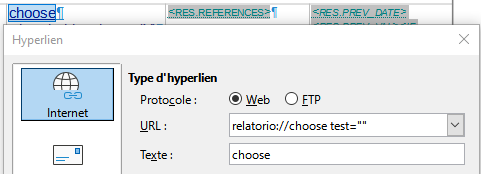 choose¶ <RES.REFERENCES>¶ <RES.PREV_DATE>
Hyperlien
Type d'hyperlien
Protocole : Web FTP
Internet
URL : relatorio://choose test=""
Texte : choose